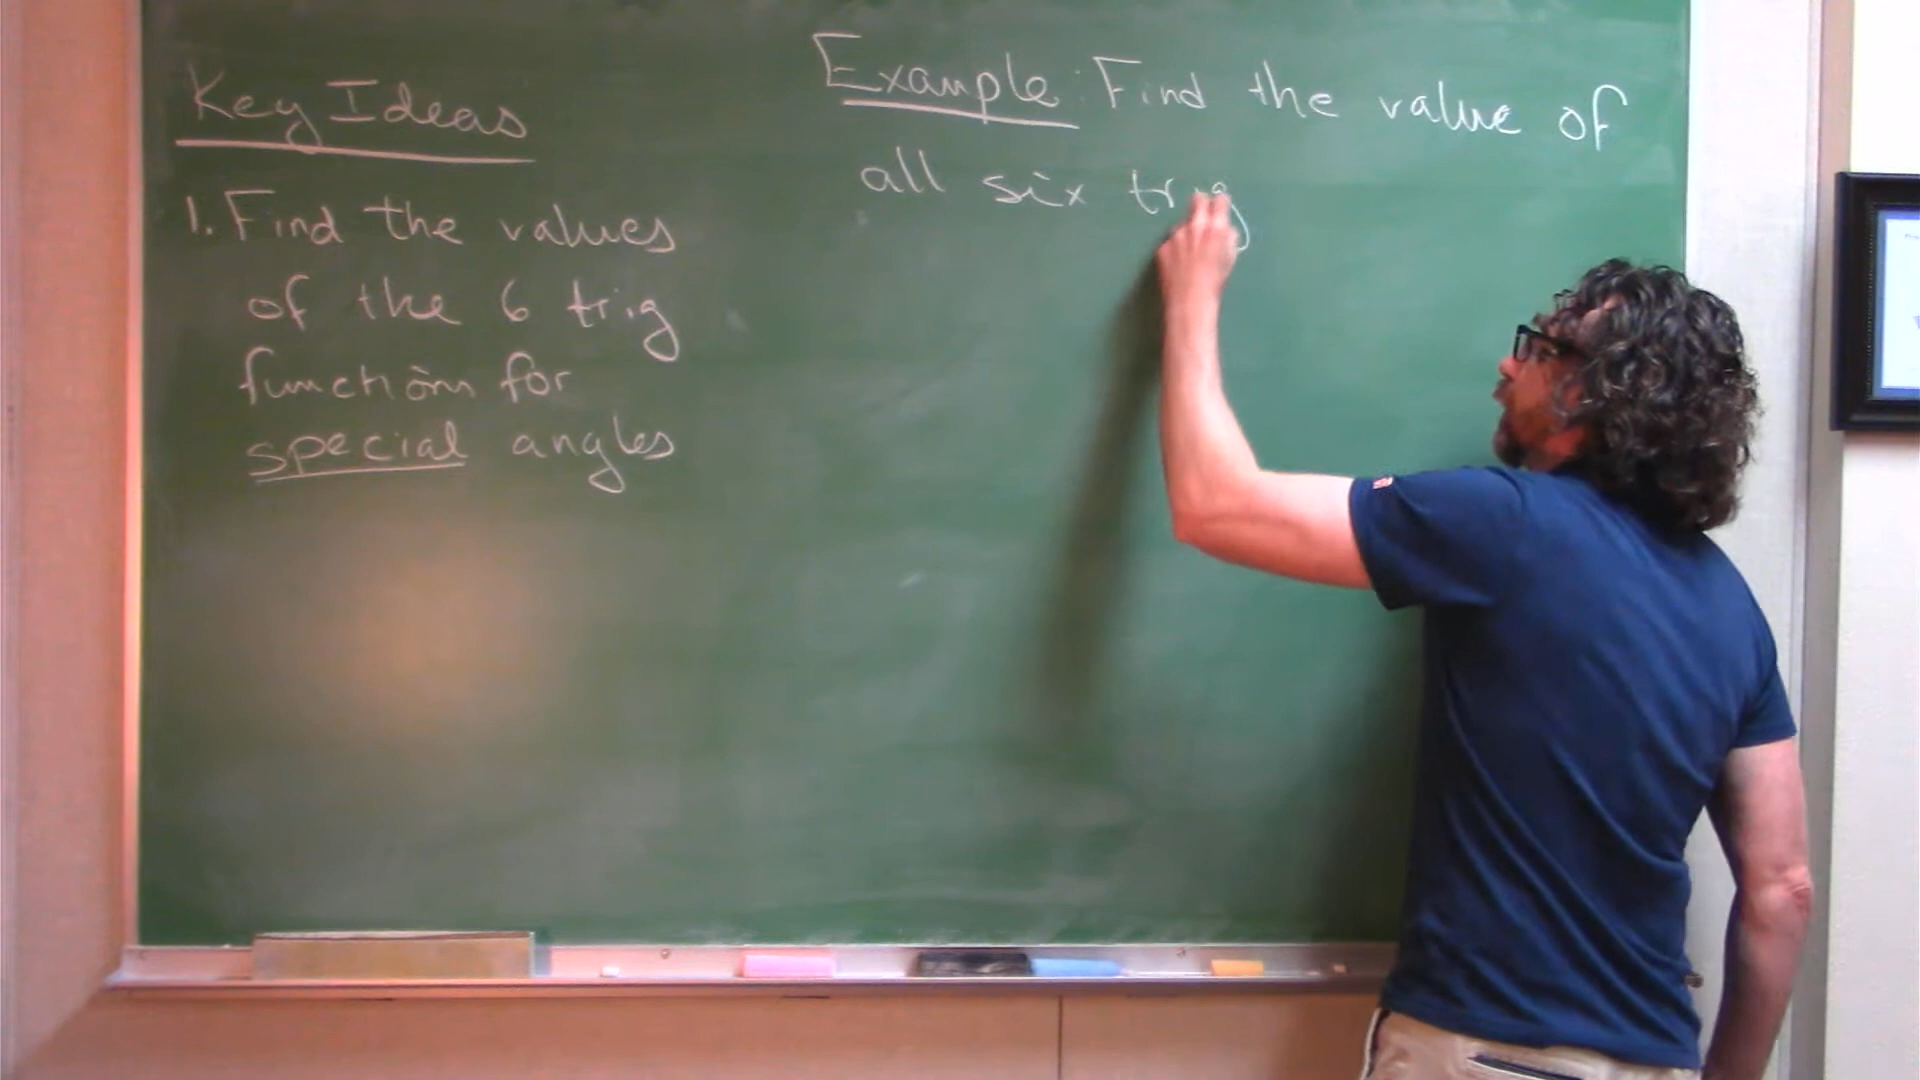 Key Ideas
1. Find the values
of the 6 trig
functions for
special angles
Example: Find the value of
all six trig